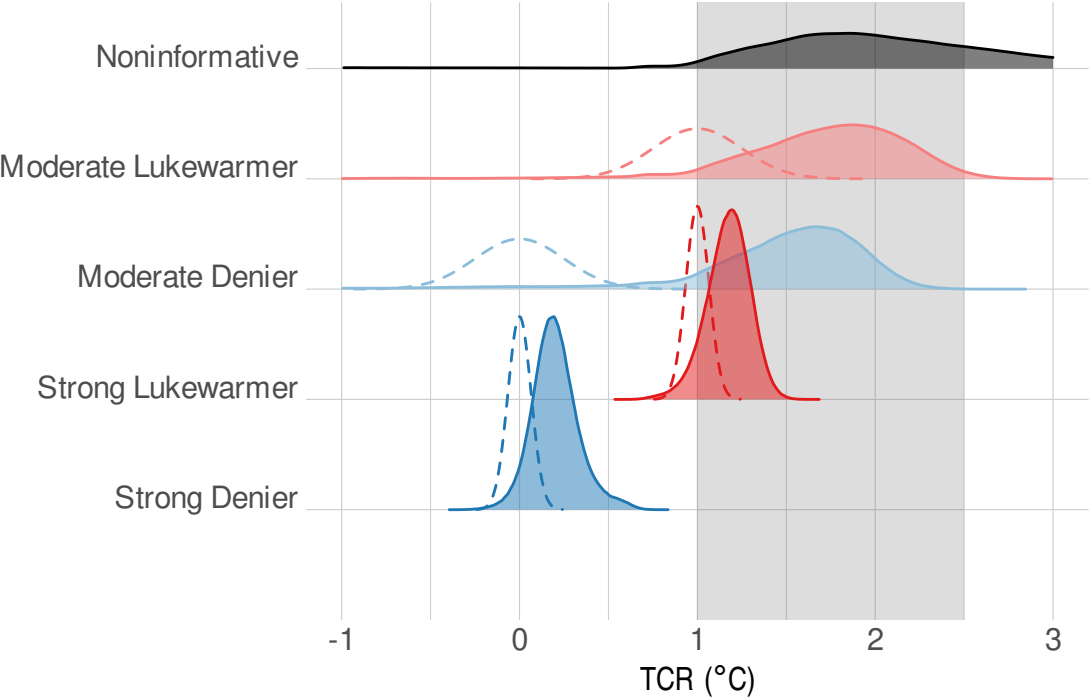 Noninformative
Moderate Lukewarmer
Moderate Denier
Strong Lukewarmer
Strong Denier
-1 0 1 2 3
TCR (°C)